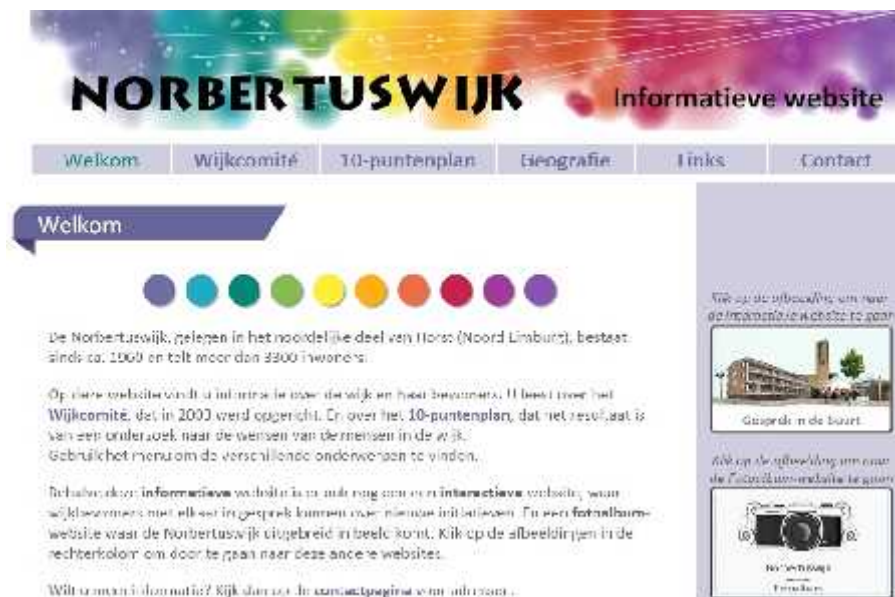 NORBERTUSWIJK
Informatieve website
Welkom
Wijkcomité
10-puntenplan
Geografie
Links
Contact
Welkom
De Norbertuswijk, gelegen in het noordelijke deel van Horst (Noord Limburg), bestaat
sinds ca. 1960 en telt meer dan 3300 inwoners.
Op deze website vindt u informatie over de wijk en haar bewoners. U leest over het
Wijkcomité, dat in 2003 werd opgericht. En over het 10-puntenplan, dat het resultaat is
van een onderzoek naar de wensen van de mensen in de wijk.
Gebruik het menu om de verschillende onderwerpen te vinden.
Behalve deze informatieve website is er ook nog een interactieve website, waar
wijkbewoners met elkaar in gesprek kunnen over nieuwe initiatieven. En een fotoalbum-
website waar de Norbertuswijk uitgebreid in beeld komt. Klik op de afbeeldingen in de
rechterkolom om door te gaan naar deze andere websites.
Wilt u meer informatie? Kijk dan op de contactpagina voor
Klik op de afbeelding om naar
de interactieve website te gaan
Gesprek in de buurt
Klik op de afbeelding om naar
de Fotoalbum-website te gaan
Norbertuswijk
Fotoalbum